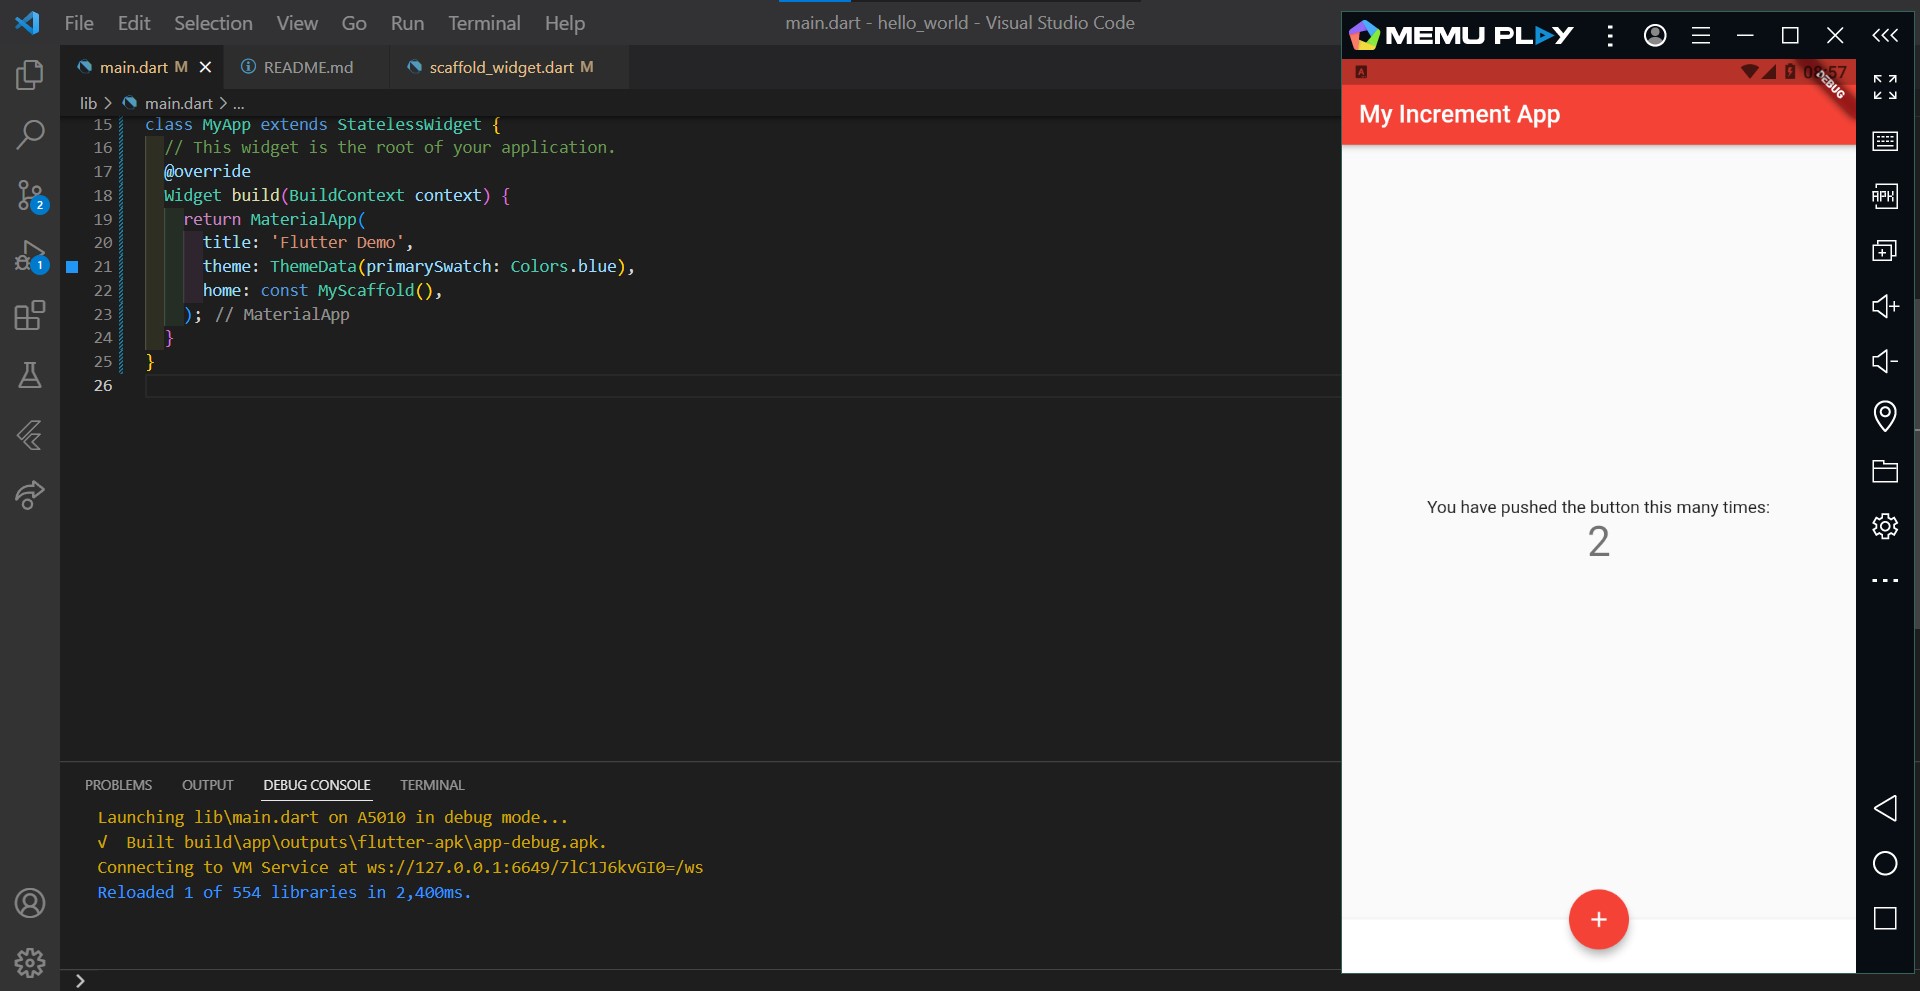 File Edit Selection View Go Run Terminal Help
main.dart - hello_world - Visual Studio Code
main.dart M
README.md
scaffold_widget.dart M
lib > main.dart > ...
15 class MyApp extends StatelessWidget {
16 // This widget is the root of your application.
17 @override
18 Widget build(BuildContext context) {
19 return MaterialApp(
20 title: 'Flutter Demo',
21 theme: ThemeData(primarySwatch: Colors.blue),
22 home: const MyScaffold(),
23 ); // MaterialApp
24 }
25 }
26
2
1
PROBLEMS OUTPUT DEBUG CONSOLE TERMINAL
Launching lib\main.dart on A5010 in debug mode...
√ Built build\app\outputs\flutter-apk\app-debug.apk.
Connecting to VM Service at ws://127.0.0.1:6649/7lC1J6kvGI0=/ws
Reloaded 1 of 554 libraries in 2,400ms.
MEMU PLAY
A
DEBUG
My Increment App
You have pushed the button this many times:
2
+
APK